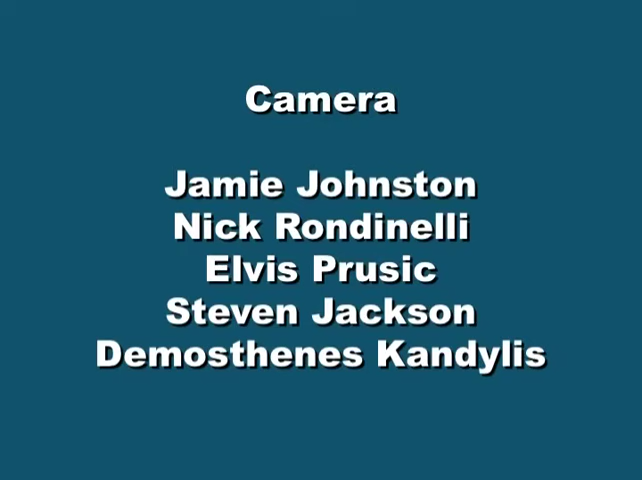 Camera
Jamie Johnston
Nick Rondinelli
Elvis Prusic
Steven Jackson
Demosthenes Kandylis